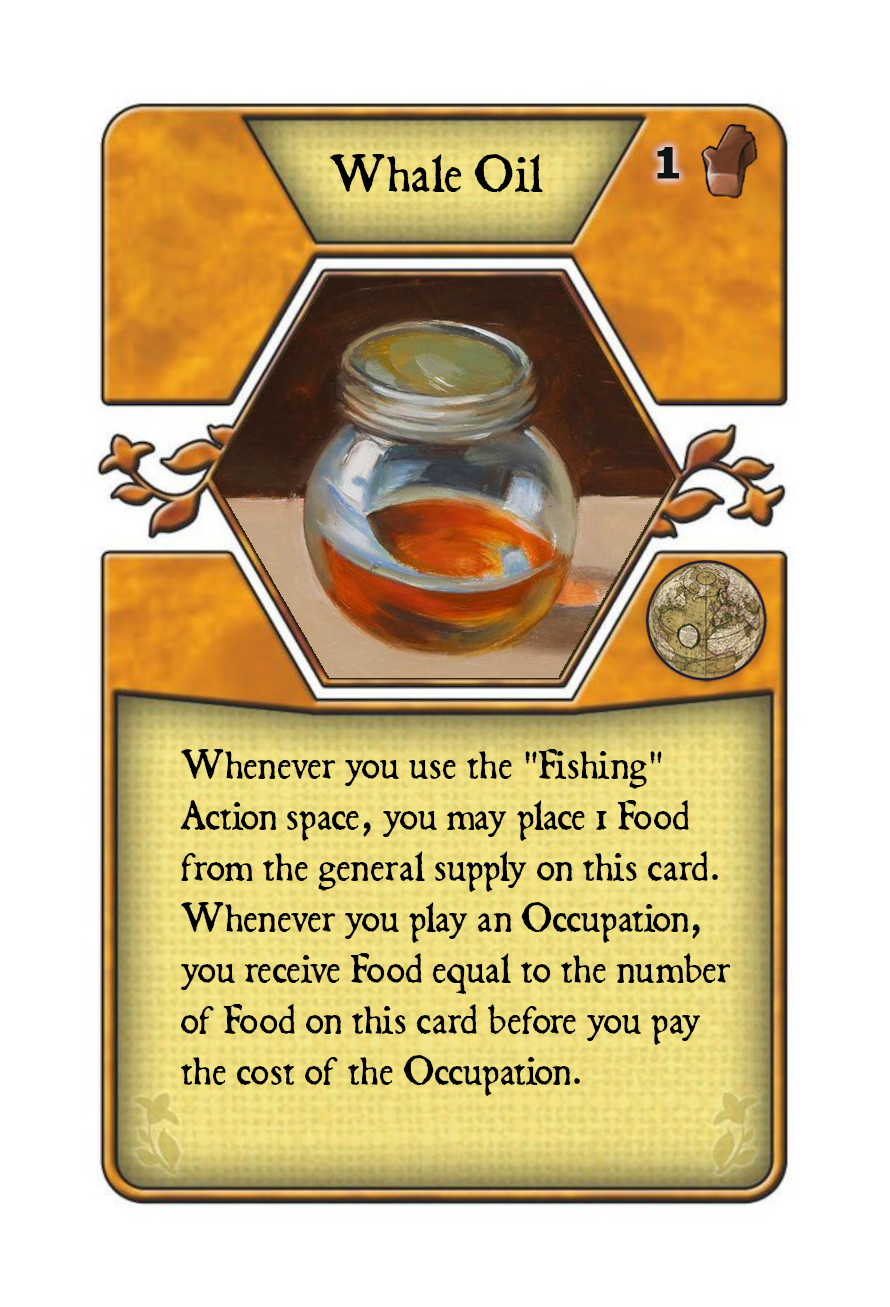 Whale Oil
1
Whenever you use the "Fishing"
Action space, you may place 1 Food
from the general supply on this card.
Whenever you play an Occupation,
you receive Food equal to the number
of Food on this card before you pay
the cost of the Occupation.